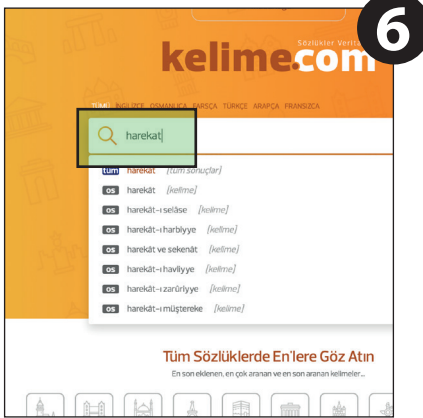 6
Sözlükler Verita
kelime.com
TÜMÜ İNGİLİZCE OSMANLICA FARSÇA TÜRKÇE ARAPÇA FRANSIZCA
harekat
tüm harekat [tüm sonuçlar]
os harekât [kelime]
os harekât-ı selâse [kelime]
os harekât-ı harbiyye [kelime]
os harekât ve sekenât [kelime]
os harekât-ı havliyye [kelime]
os harekât-ı zarûriyye [kelime]
os harekât-ı müştereke [kelime]
Tüm Sözlüklerde En'lere Göz Atın
En son eklenen, en çok aranan ve en son aranan kelimeler...